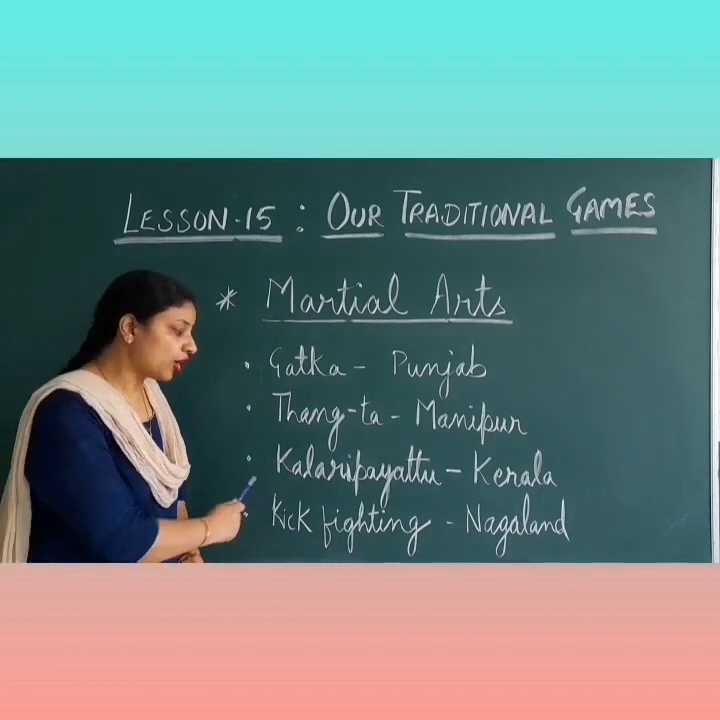 LESSON-15 : OUR TRADITIONAL GAMES
* Martial Arts
· Gatka - Punjab
· Thang-ta - Manipur
· Kalaripayattu - Kerala
· Kick fighting - Nagaland